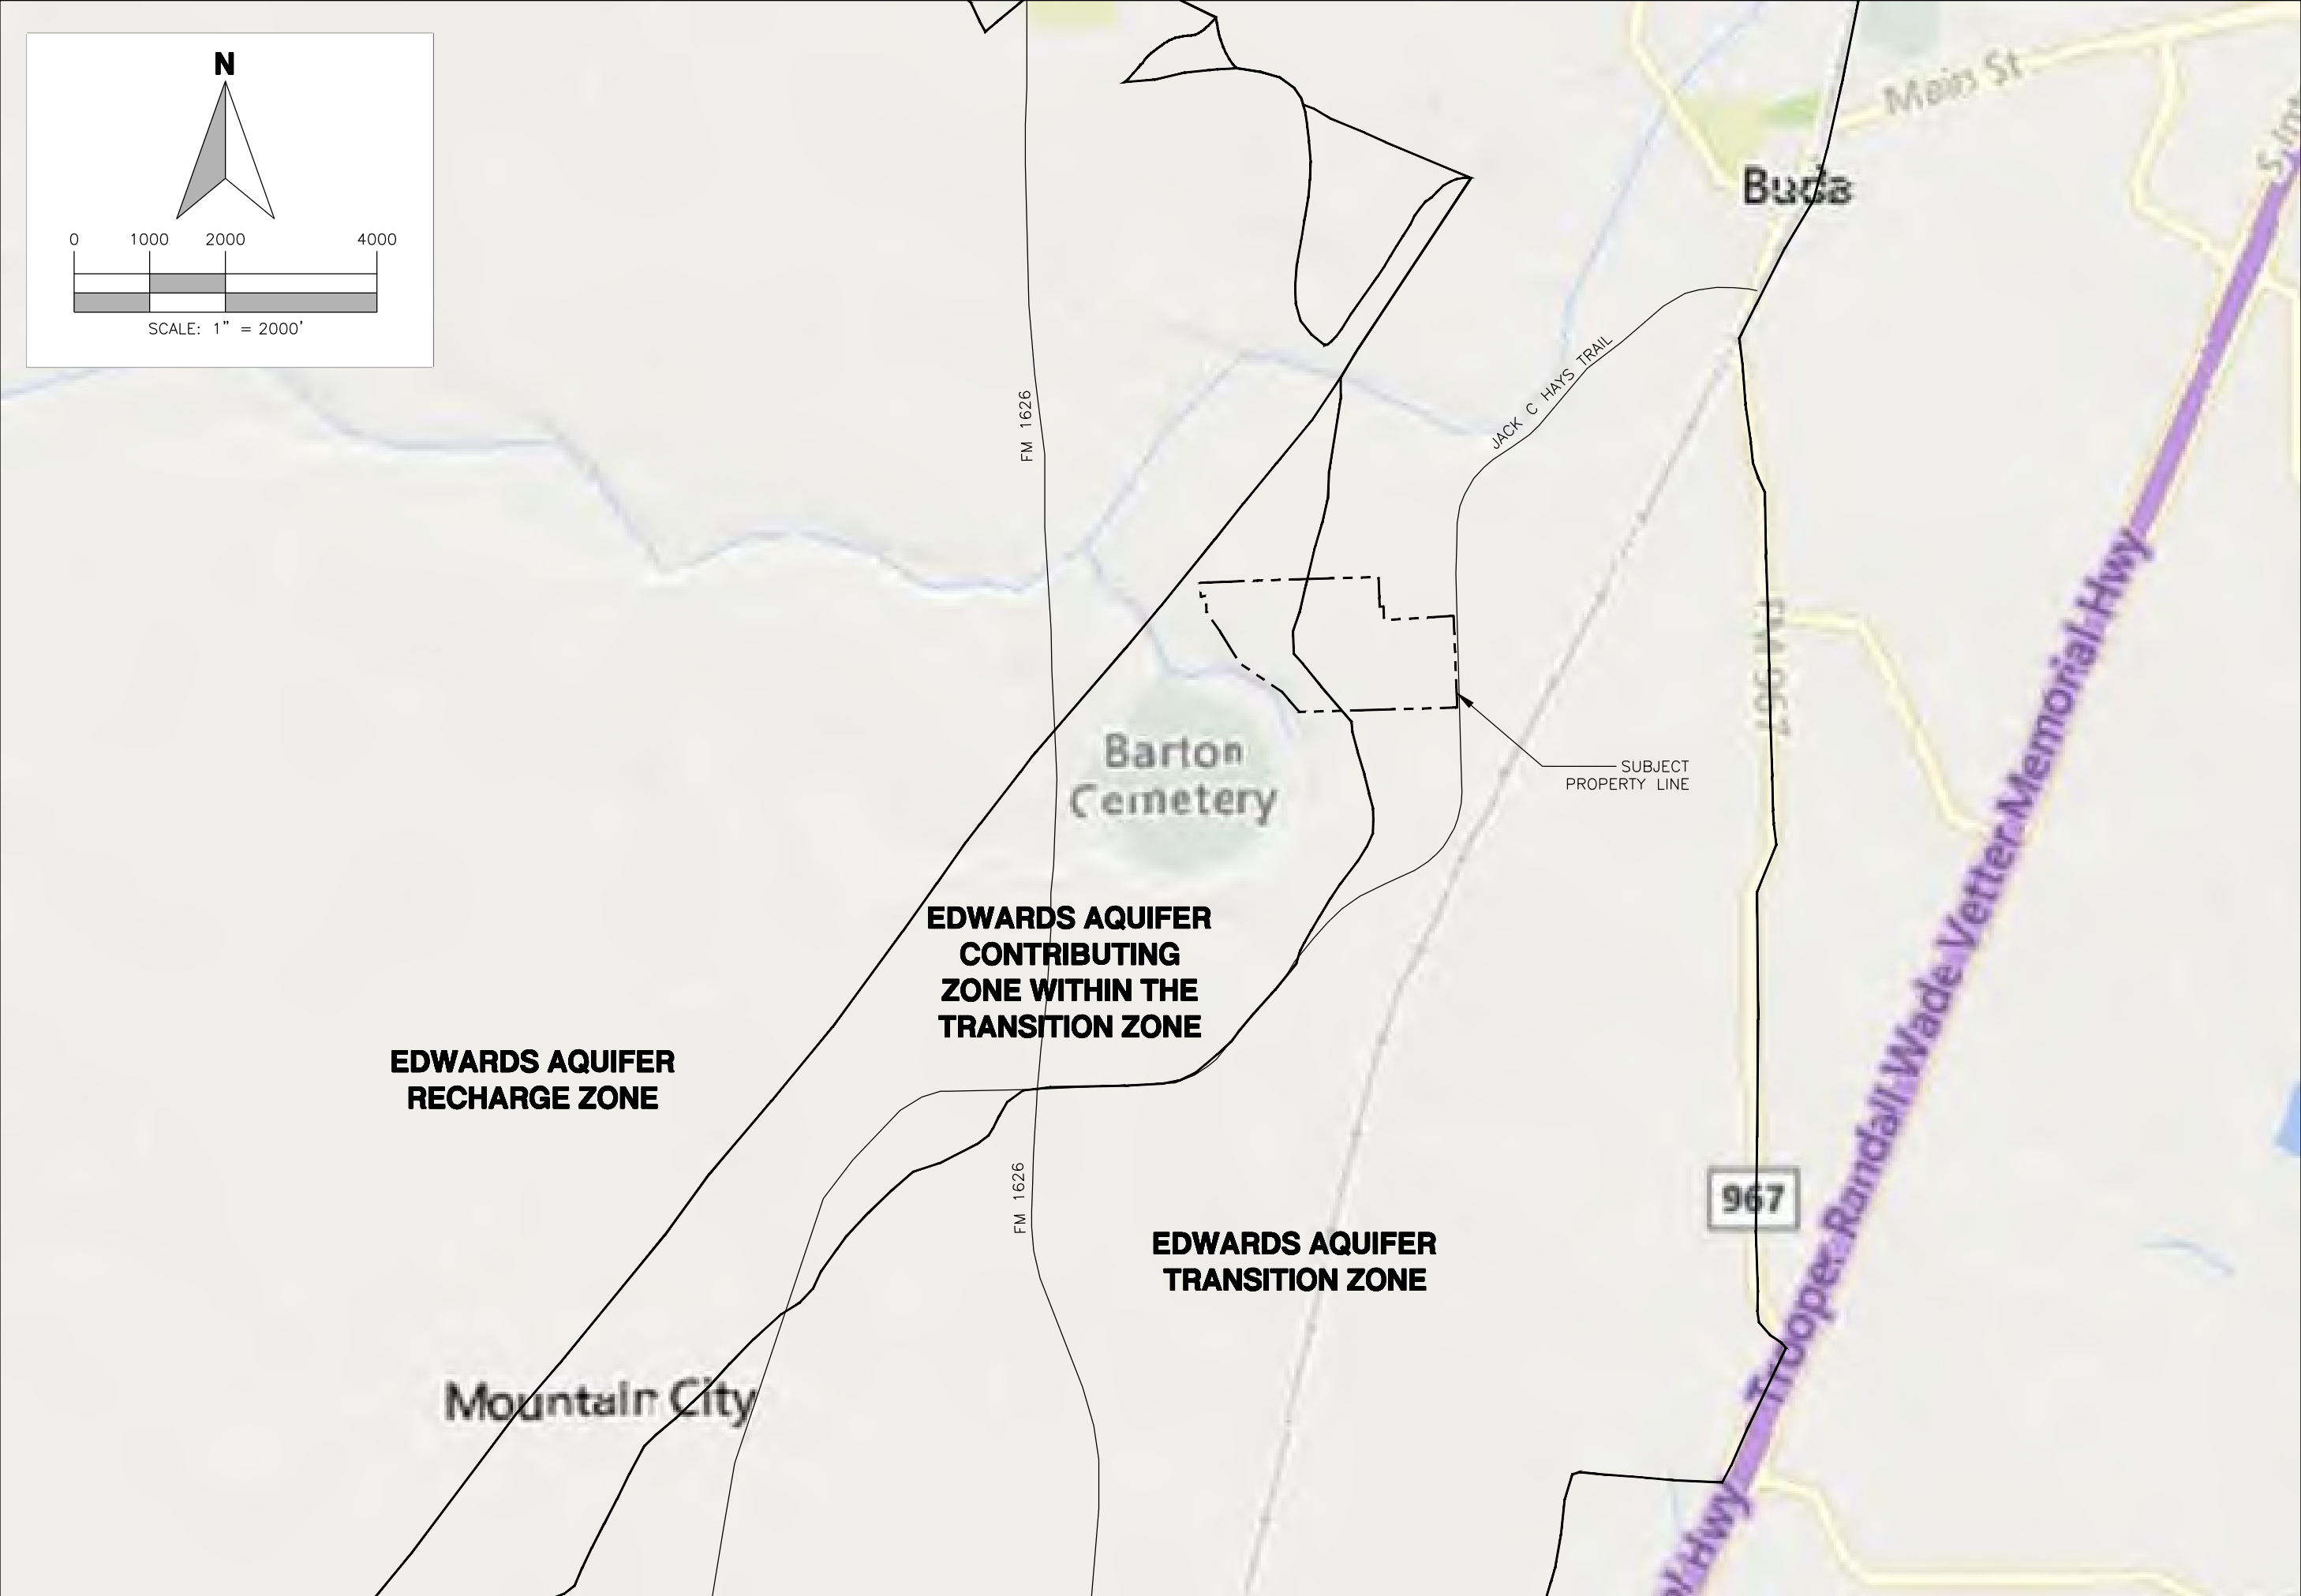 N
0 1000 2000 4000
SCALE: 1" = 2000'
Main St
S Int
Buda
JACK C HAYS TRAIL
FM 1626
FM 967
Barton
Cemetery
SUBJECT
PROPERTY LINE
EDWARDS AQUIFER
CONTRIBUTING
ZONE WITHIN THE
TRANSITION ZONE
EDWARDS AQUIFER
RECHARGE ZONE
FM 1626
967
EDWARDS AQUIFER
TRANSITION ZONE
Trooper Randall Wade Vetter Memorial Hwy
Mountain City
Hwy